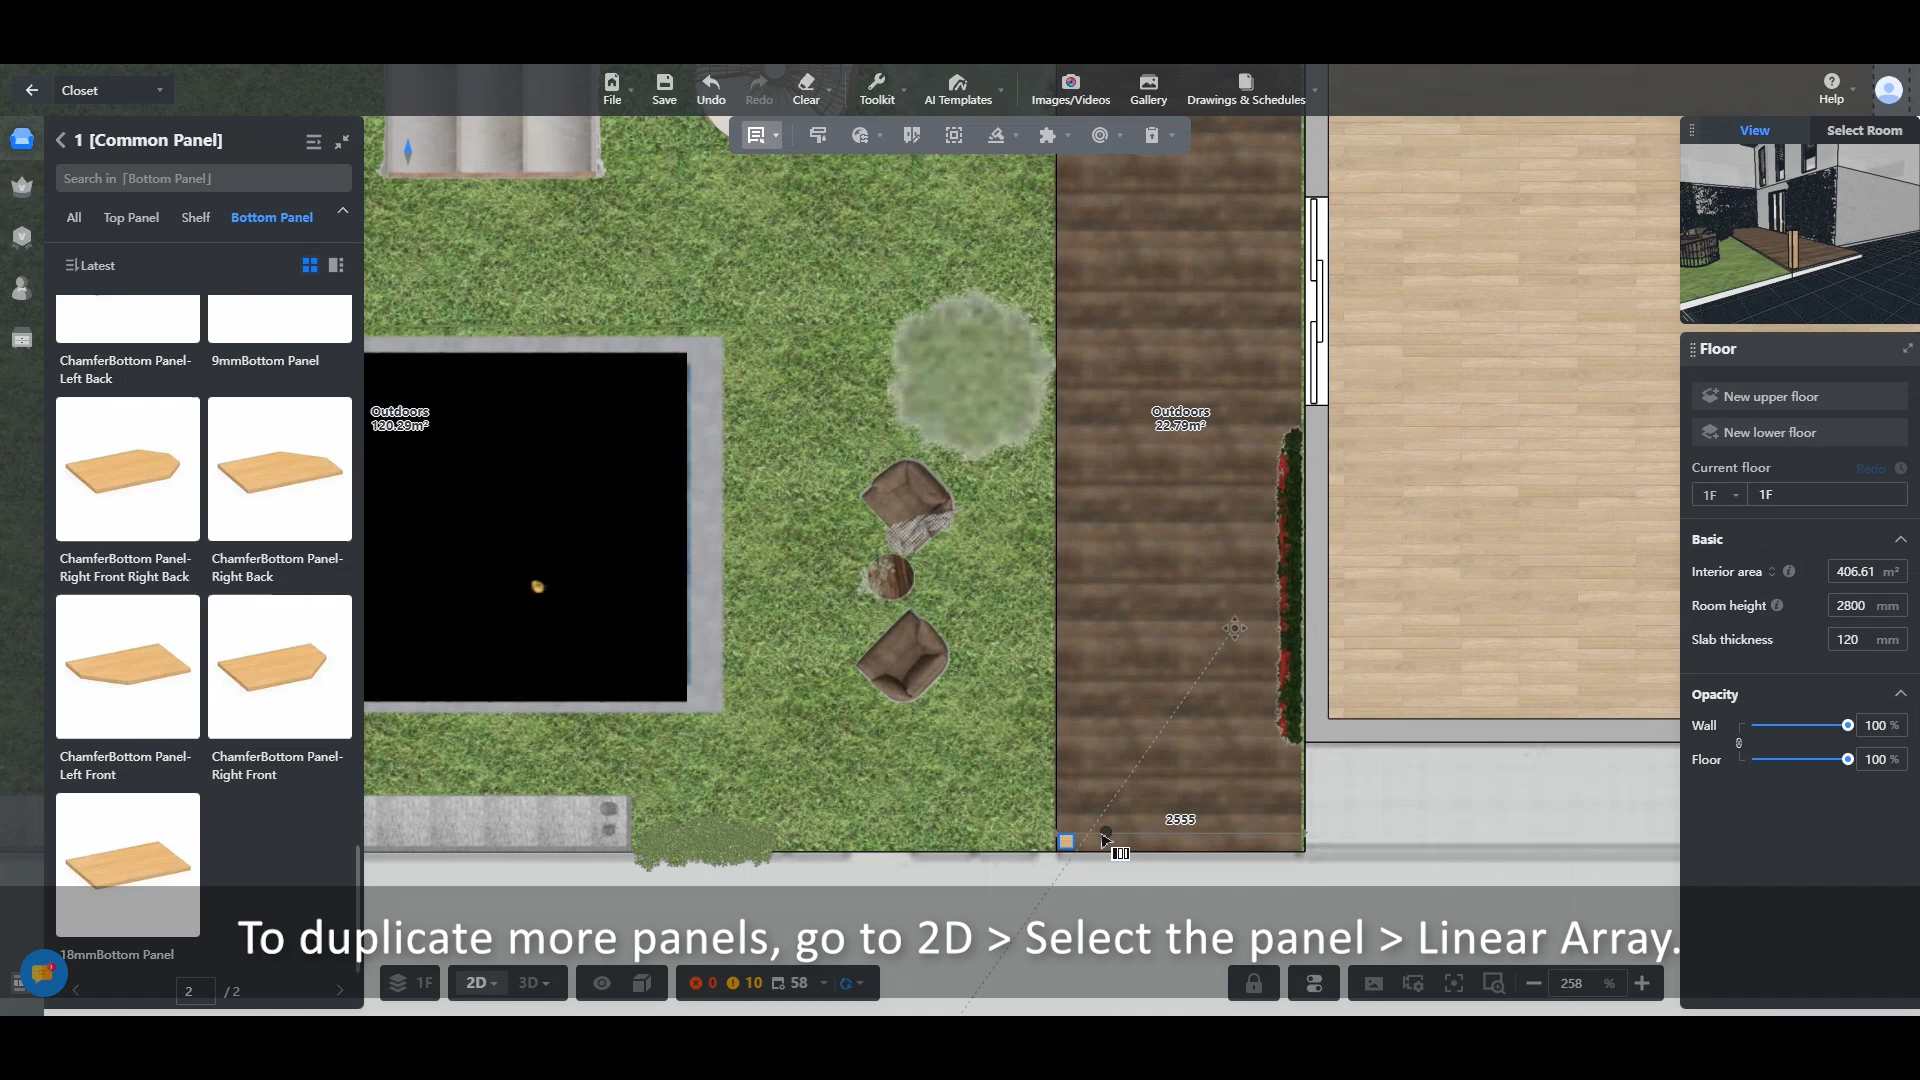 Closet
File
Save
Undo
Redo
Clear
Toolkit
AI Templates
Images/Videos
Gallery
Drawings & Schedules
Help
1 [Common Panel]
Search in [Bottom Panel]
All
Top Panel
Shelf
Bottom Panel
Latest
ChamferBottom Panel-
Left Back
9mmBottom Panel
ChamferBottom Panel-
Right Front Right Back
ChamferBottom Panel-
Right Back
ChamferBottom Panel-
Left Front
ChamferBottom Panel-
Right Front
18mmBottom Panel
2 / 2
Outdoors
120.29m²
Outdoors
22.79m²
2555
View
Select Room
Floor
New upper floor
New lower floor
Current floor
Redo
1F
1F
Basic
Interior area
406.61 m²
Room height
2800 mm
Slab thickness
120 mm
Opacity
Wall
100 %
Floor
100 %
To duplicate more panels, go to 2D > Select the panel > Linear Array.
1F
2D
3D
0
10
58
258 %